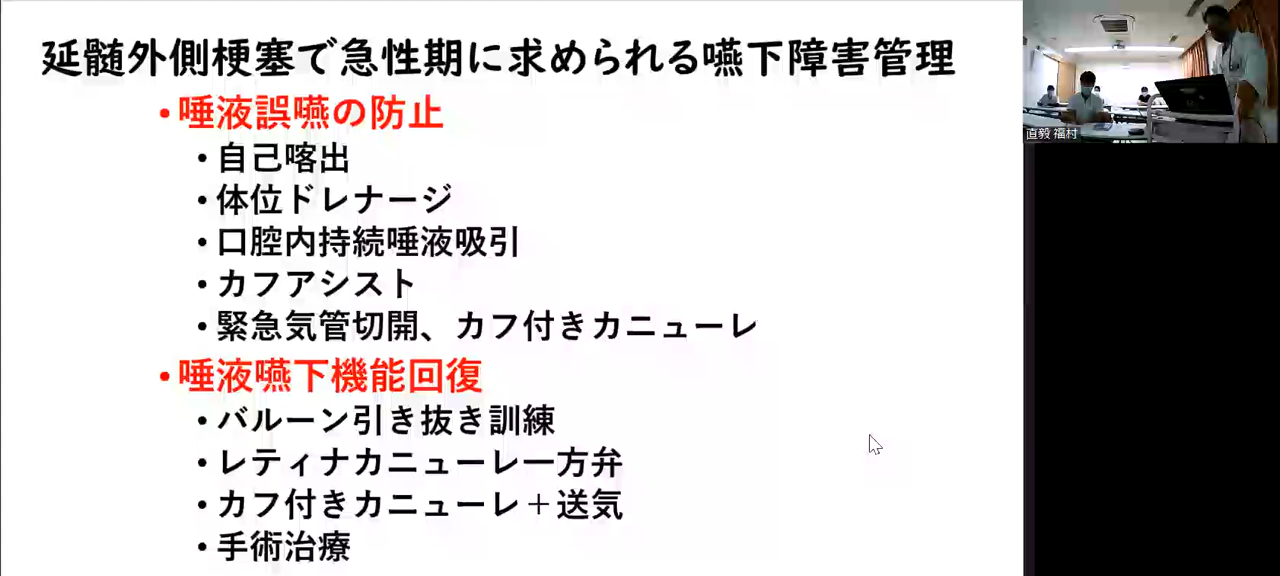 延髄外側梗塞で急性期に求められる嚥下障害管理
•唾液誤嚥の防止
•自己喀出
•体位ドレナージ
•口腔内持続唾液吸引
•カフアシスト
•緊急気管切開、カフ付きカニューレ
•唾液嚥下機能回復
•バルーン引き抜き訓練
•レティナカニューレ一方弁
•カフ付きカニューレ＋送気
•手術治療
直毅 福村